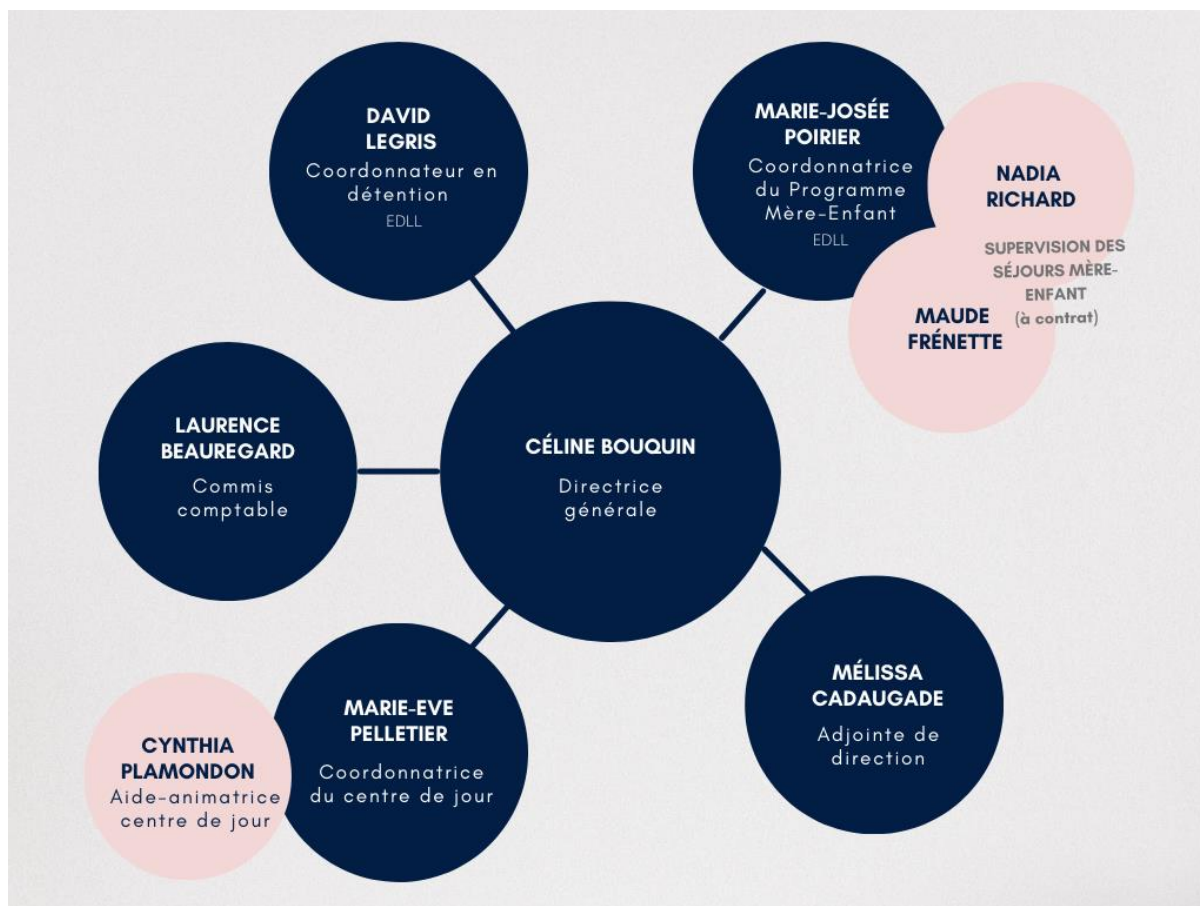 DAVID
LEGRIS
Coordonnateur en
détention
EDLL
MARIE-JOSÉE
POIRIER
Coordonnatrice
du Programme
Mère-Enfant
EDLL
NADIA
RICHARD
SUPERVISION DES
SÉJOURS MÈRE-
ENFANT
(à contrat)
MAUDE
FRÉNETTE
LAURENCE
BEAUREGARD
Commis
comptable
CÉLINE BOUQUIN
Directrice
générale
MÉLISSA
CADAUGADE
Adjointe de
direction
MARIE-EVE
PELLETIER
Coordonnatrice
du centre de jour
CYNTHIA
PLAMONDON
Aide-animatrice
centre de jour